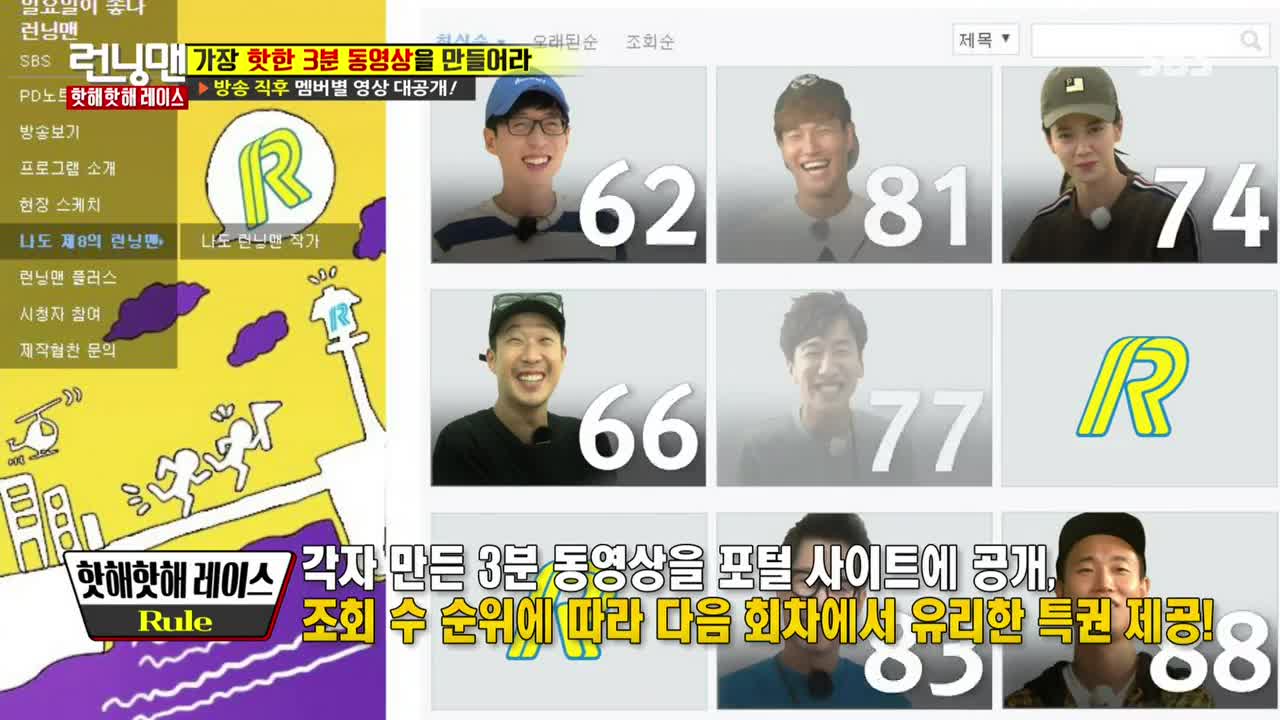 일요일이 좋다
런닝맨
SBS
런닝맨
핫해핫해 레이스
가장 핫한 3분 동영상을 만들어라
▶방송 직후 멤버별 영상 대공개!
최신순
오래된순
조회순
제목 ▼
SBS
PD노트
방송보기
프로그램 소개
현장 스케치
나도 제8의 런닝맨
나도 런닝맨 작가
런닝맨 플러스
시청자 참여
제작협찬 문의
R
R
62
81
74
66
77
R
R
83
88
핫해핫해 레이스
Rule
각자 만든 3분 동영상을 포털 사이트에 공개,
조회 수 순위에 따라 다음 회차에서 유리한 특권 제공!